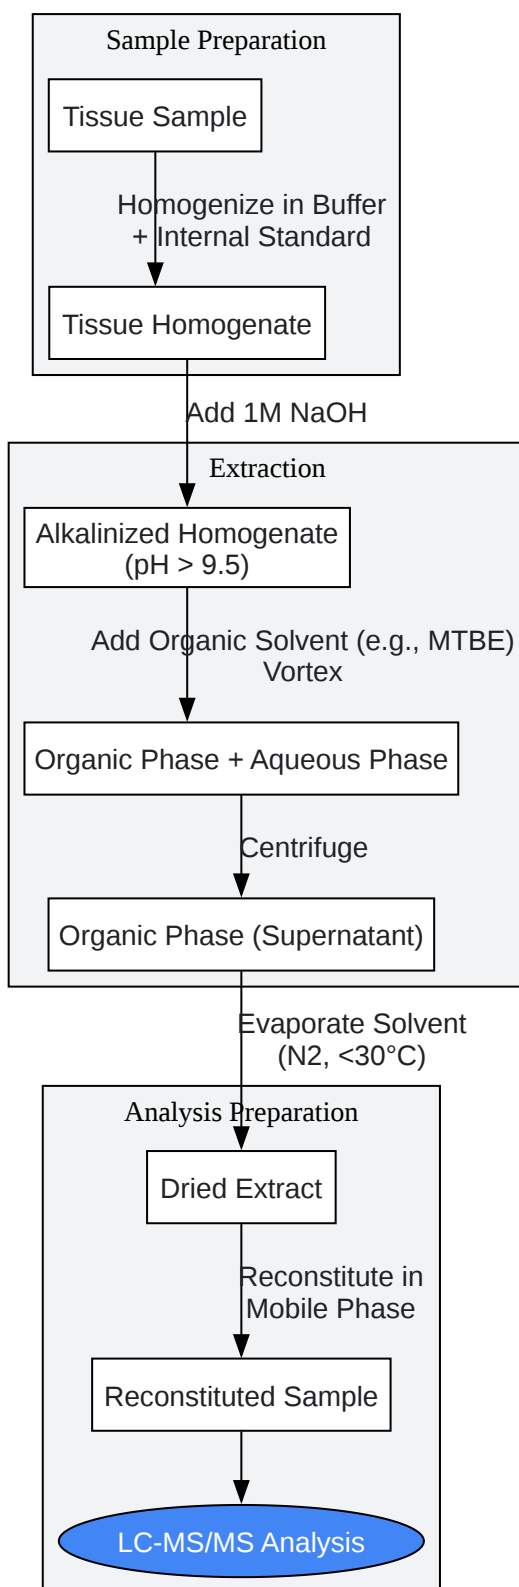 Sample Preparation
Tissue Sample
Homogenize in Buffer
+ Internal Standard
Tissue Homogenate
Add 1M NaOH
Extraction
Alkalinized Homogenate
(pH > 9.5)
Add Organic Solvent (e.g., MTBE)
Vortex
Organic Phase + Aqueous Phase
Centrifuge
Organic Phase (Supernatant)
Evaporate Solvent
(N2, <30°C)
Analysis Preparation
Dried Extract
Reconstitute in
Mobile Phase
Reconstituted Sample
LC-MS/MS Analysis